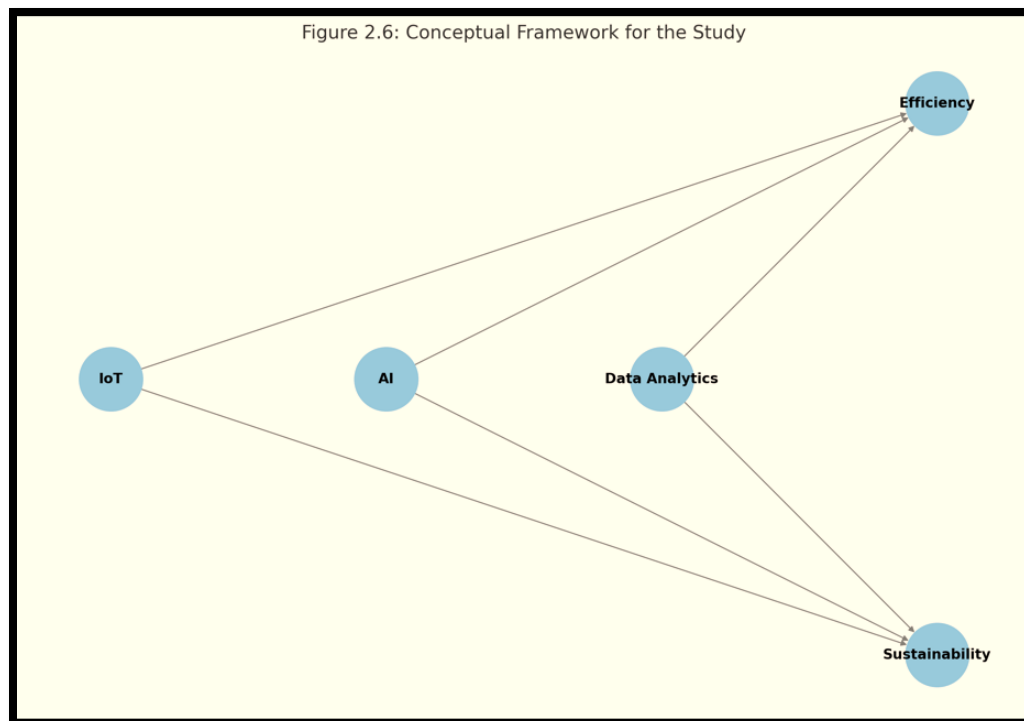 Figure 2.6: Conceptual Framework for the Study
Efficiency
IoT
AI
Data Analytics
Sustainability